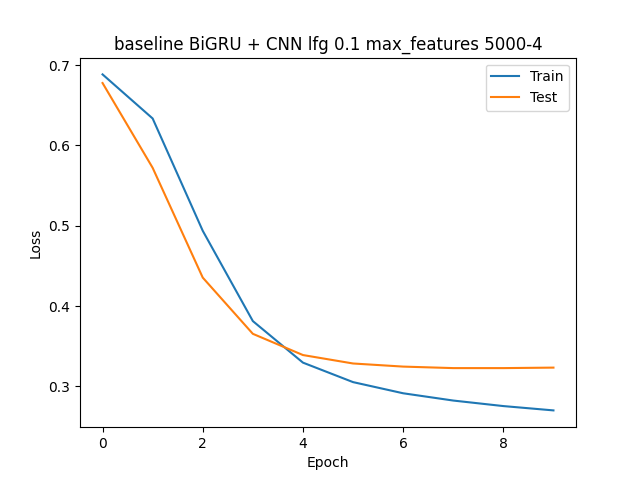 baseline BiGRU + CNN lfg 0.1 max_features 5000-4
Train
Test
0.7
0.6
0.5
0.4
0.3
Loss
0 2 4 6 8
Epoch